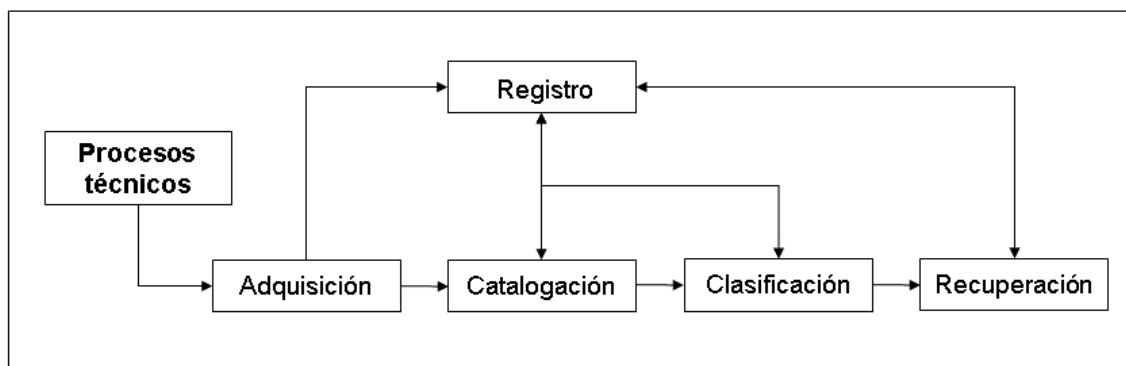 Registro
Procesos
técnicos
Adquisición
Catalogación
Clasificación
Recuperación